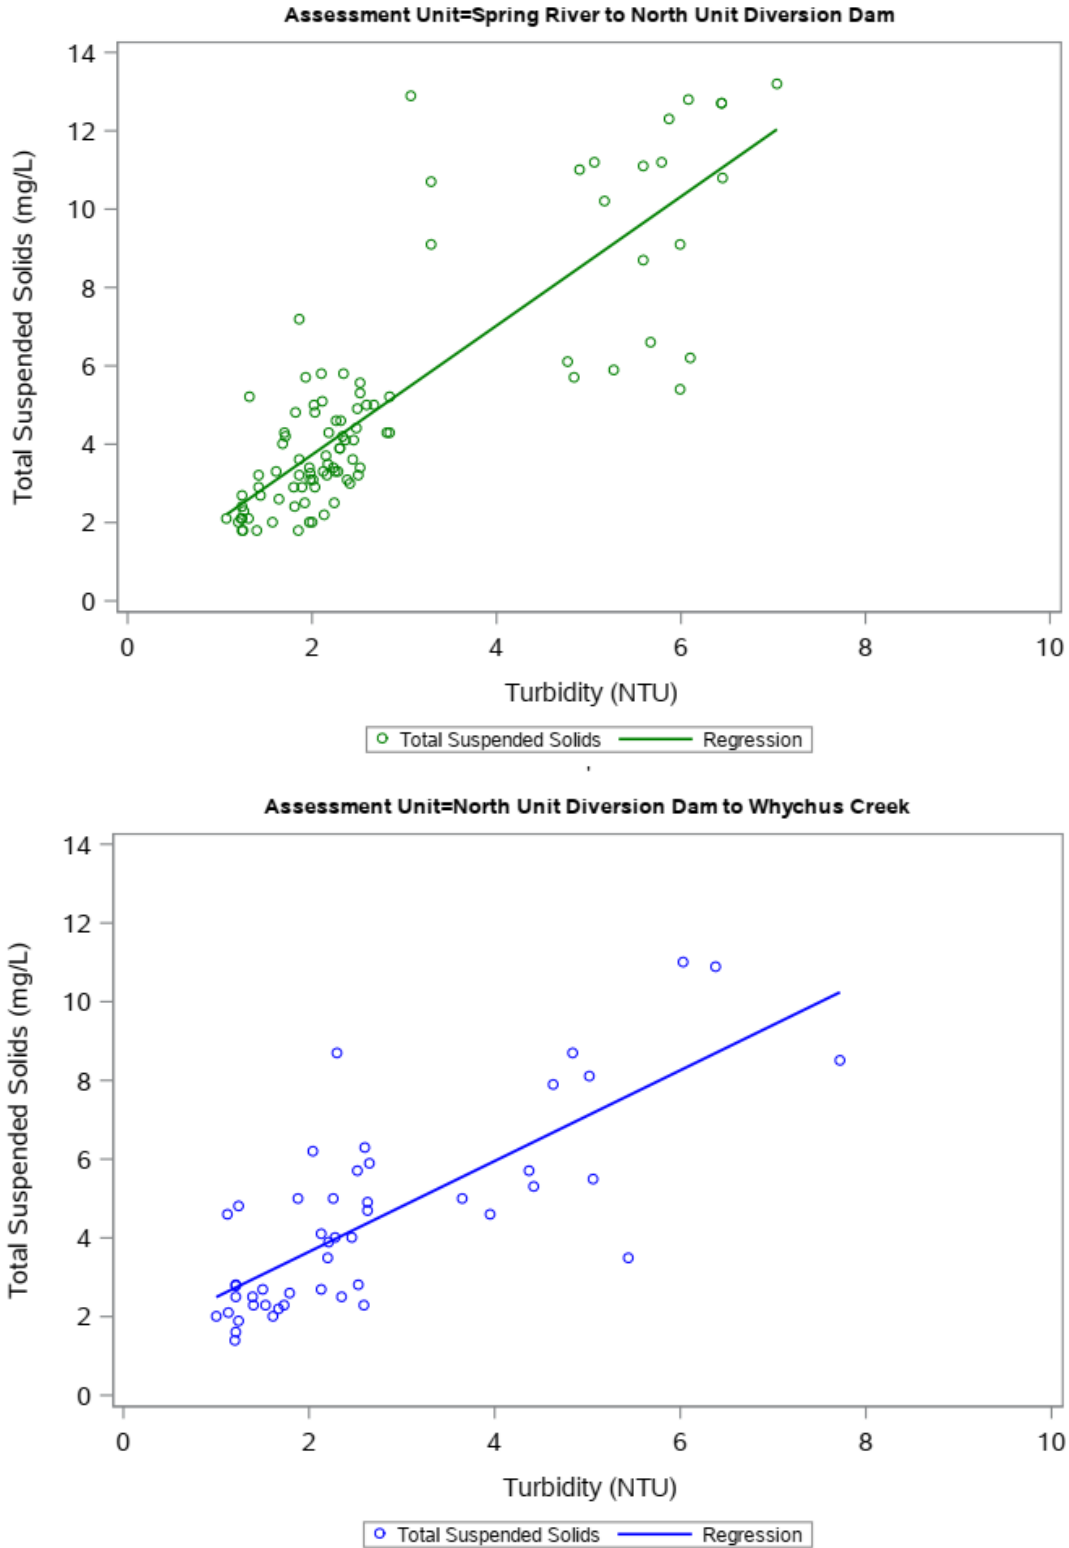 Assessment Unit=Spring River to North Unit Diversion Dam
14
12
10
8
6
4
2
0
Total Suspended Solids (mg/L)
0 2 4 6 8 10
Turbidity (NTU)
Total Suspended Solids Regression
Assessment Unit=North Unit Diversion Dam to Whychus Creek
14
12
10
8
6
4
2
0
Total Suspended Solids (mg/L)
0 2 4 6 8 10
Turbidity (NTU)
Total Suspended Solids Regression